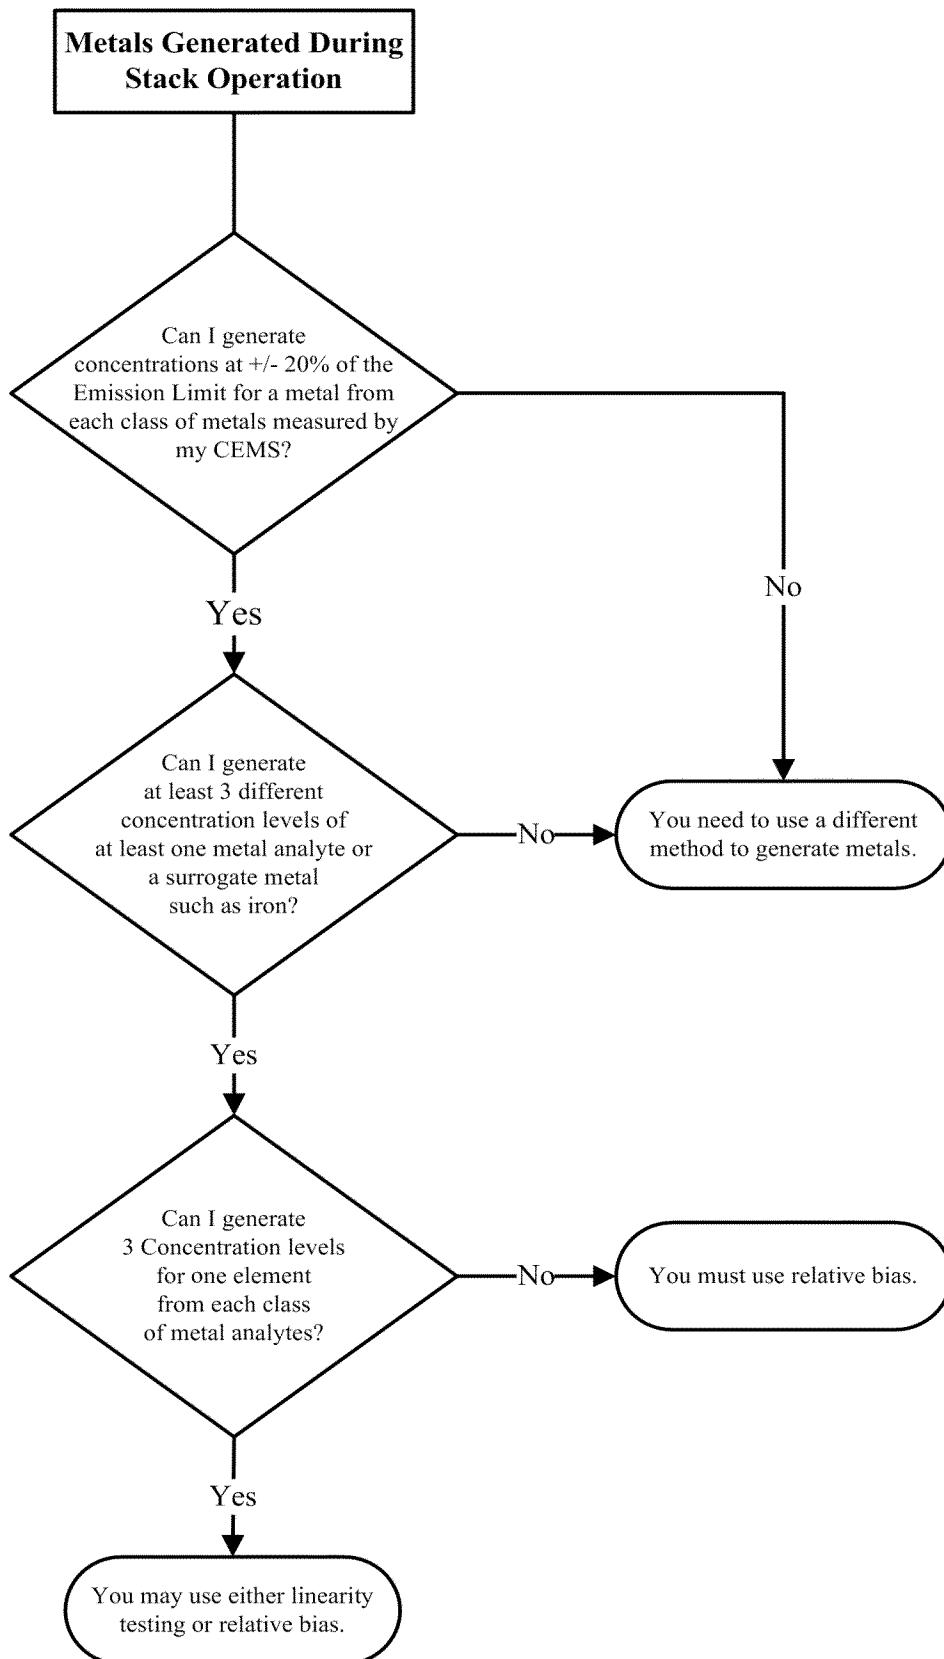 Metals Generated During
Stack Operation
Can I generate
concentrations at +/- 20% of the
Emission Limit for a metal from
each class of metals measured by
my CEMS?
No
Yes
Can I generate
at least 3 different
concentration levels of
at least one metal analyte or
a surrogate metal
such as iron?
No
You need to use a different
method to generate metals.
Yes
Can I generate
3 Concentration levels
for one element
from each class
of metal analytes?
No
You must use relative bias.
Yes
You may use either linearity
testing or relative bias.